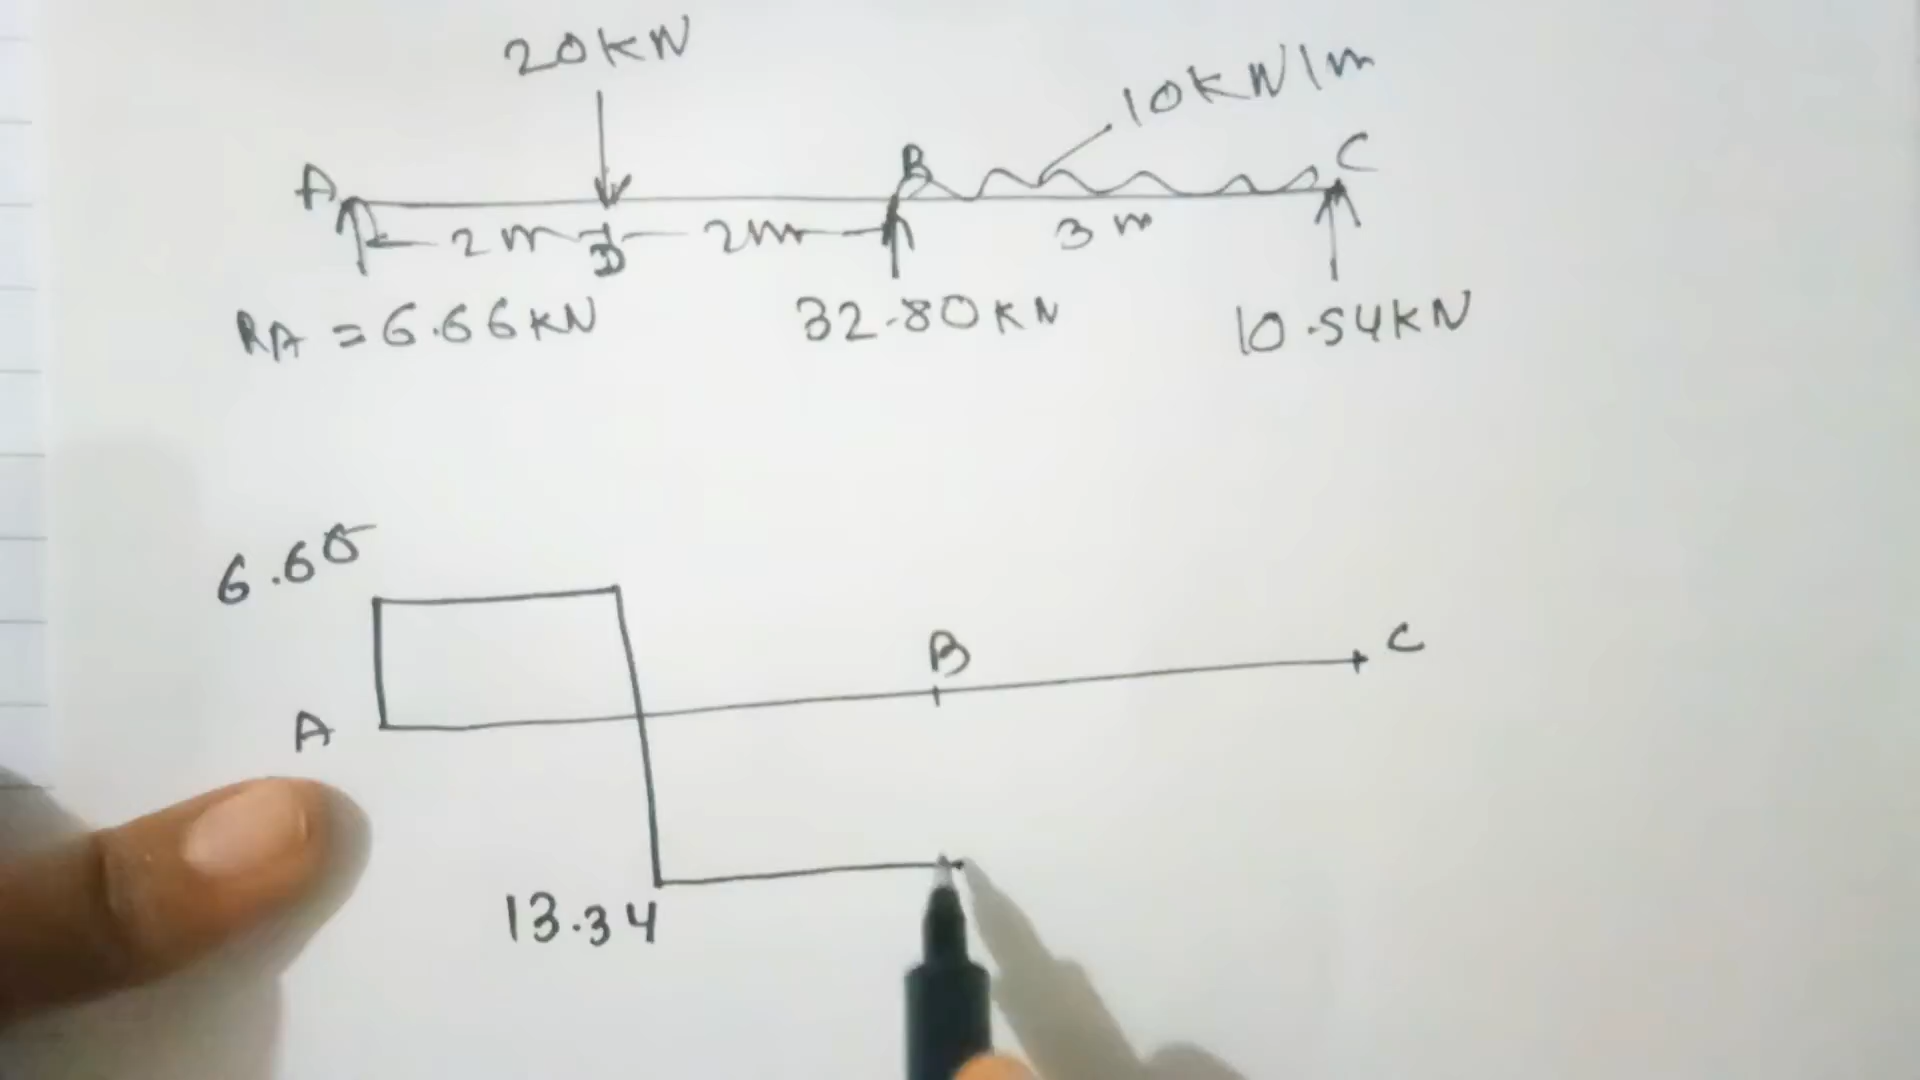 20KN
10KN/m
A B C
2m D 2m 3m
RA = 6.66KN 32.80KN 10.54KN
6.66
B C
A
13.34